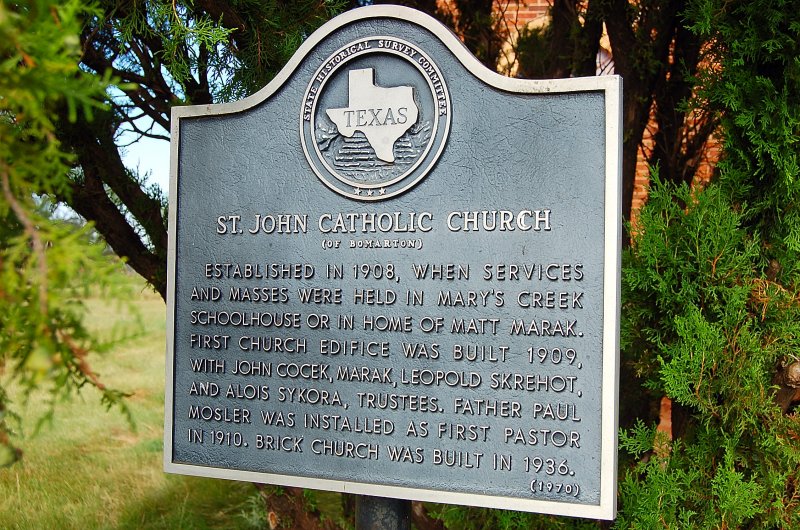 STATE HISTORICAL SURVEY COMMITTEE
TEXAS
ST. JOHN CATHOLIC CHURCH
(OF BOMARTON)
ESTABLISHED IN 1908, WHEN SERVICES
AND MASSES WERE HELD IN MARY'S CREEK
SCHOOLHOUSE OR IN HOME OF MATT MARAK.
FIRST CHURCH EDIFICE WAS BUILT 1909,
WITH JOHN COCEK, MARAK, LEOPOLD SKREHOT,
AND ALOIS SYKORA, TRUSTEES. FATHER PAUL
MOSLER WAS INSTALLED AS FIRST PASTOR
IN 1910. BRICK CHURCH WAS BUILT IN 1936.
(1970)